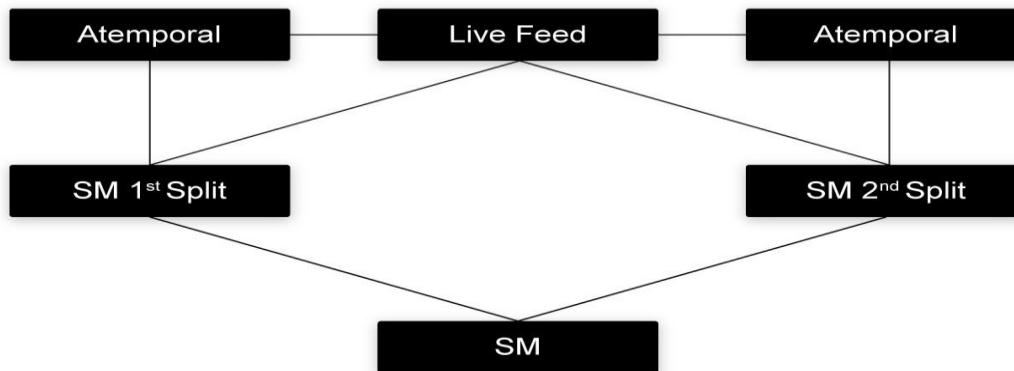 Atemporal
Live Feed
Atemporal
SM 1st Split
SM 2nd Split
SM